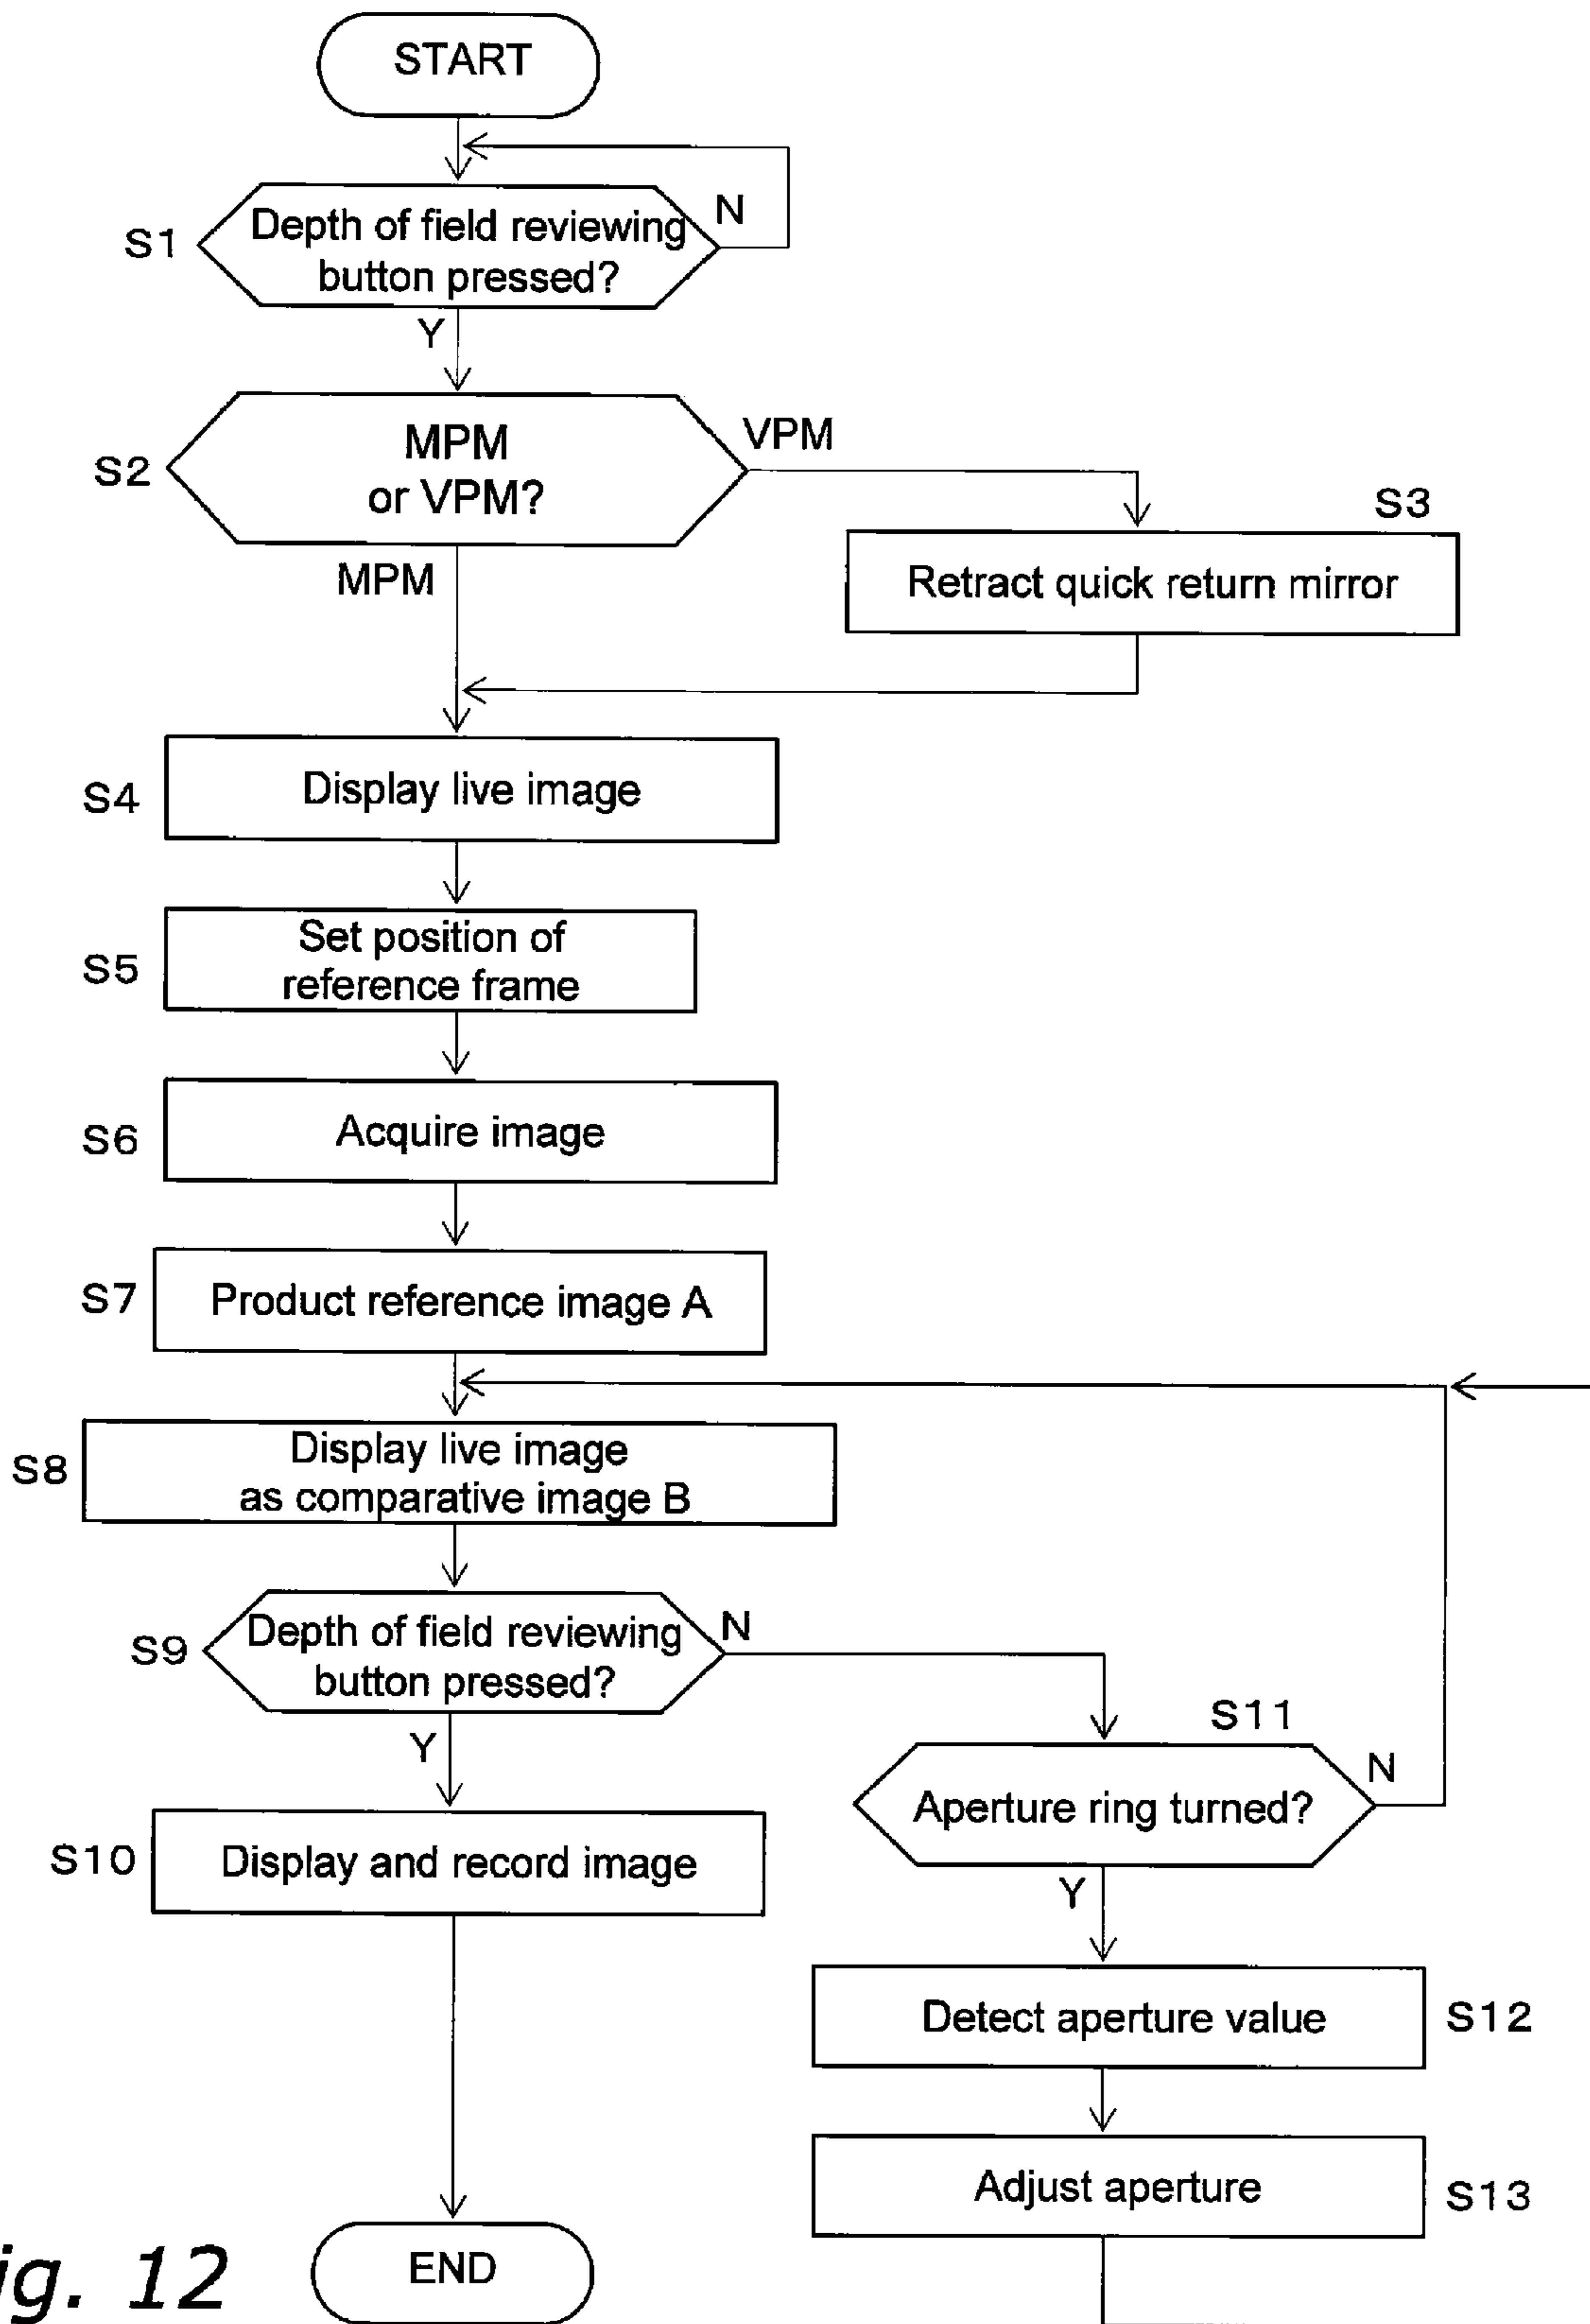 START
N
S1
Depth of field reviewing
button pressed?
Y
S2
MPM
or VPM?
VPM
MPM
S3
Retract quick return mirror
S4
Display live image
S5
Set position of
reference frame
S6
Acquire image
S7
Product reference image A
S8
Display live image
as comparative image B
S9
Depth of field reviewing
button pressed?
N
Y
S11
Aperture ring turned?
N
Y
S10
Display and record image
Detect aperture value
S12
Adjust aperture
S13
ig. 12
END